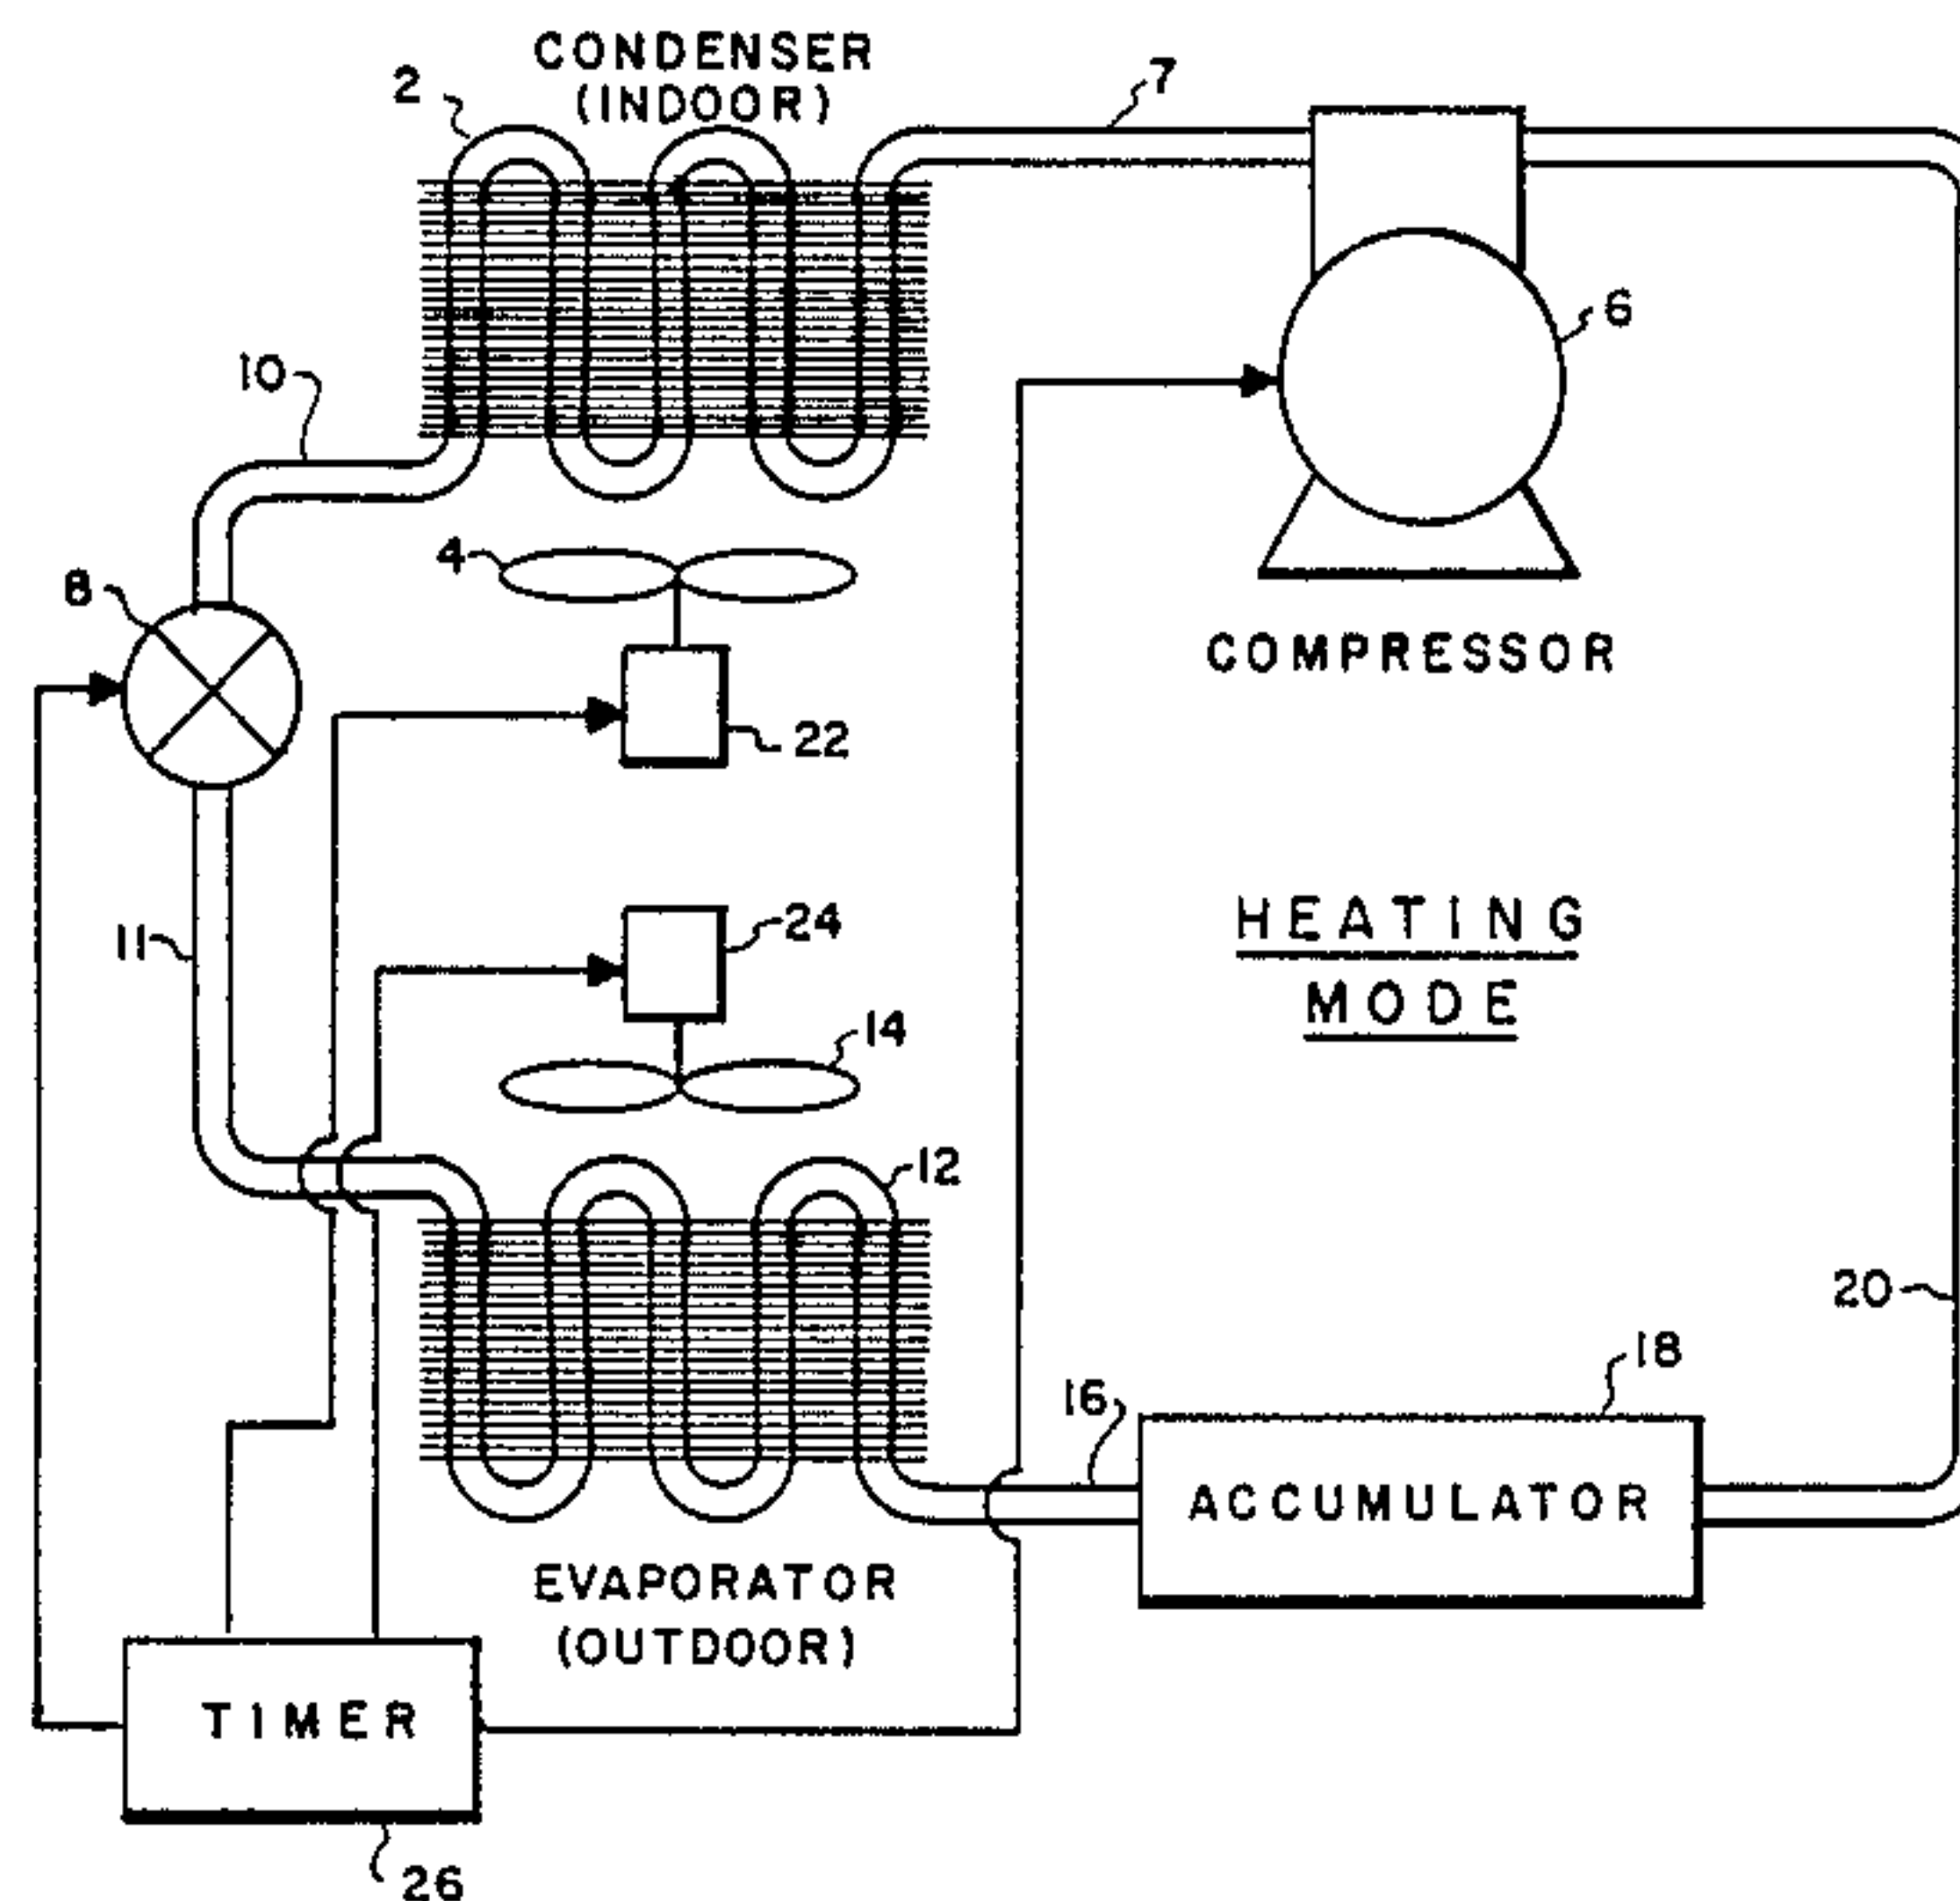 CONDENSER
(INDOOR)
2
7
6
10
4
8
COMPRESSOR
22
24
HEATING
MODE
11
14
12
20
18
16
ACCUMULATOR
EVAPORATOR
(OUTDOOR)
TIMER
26